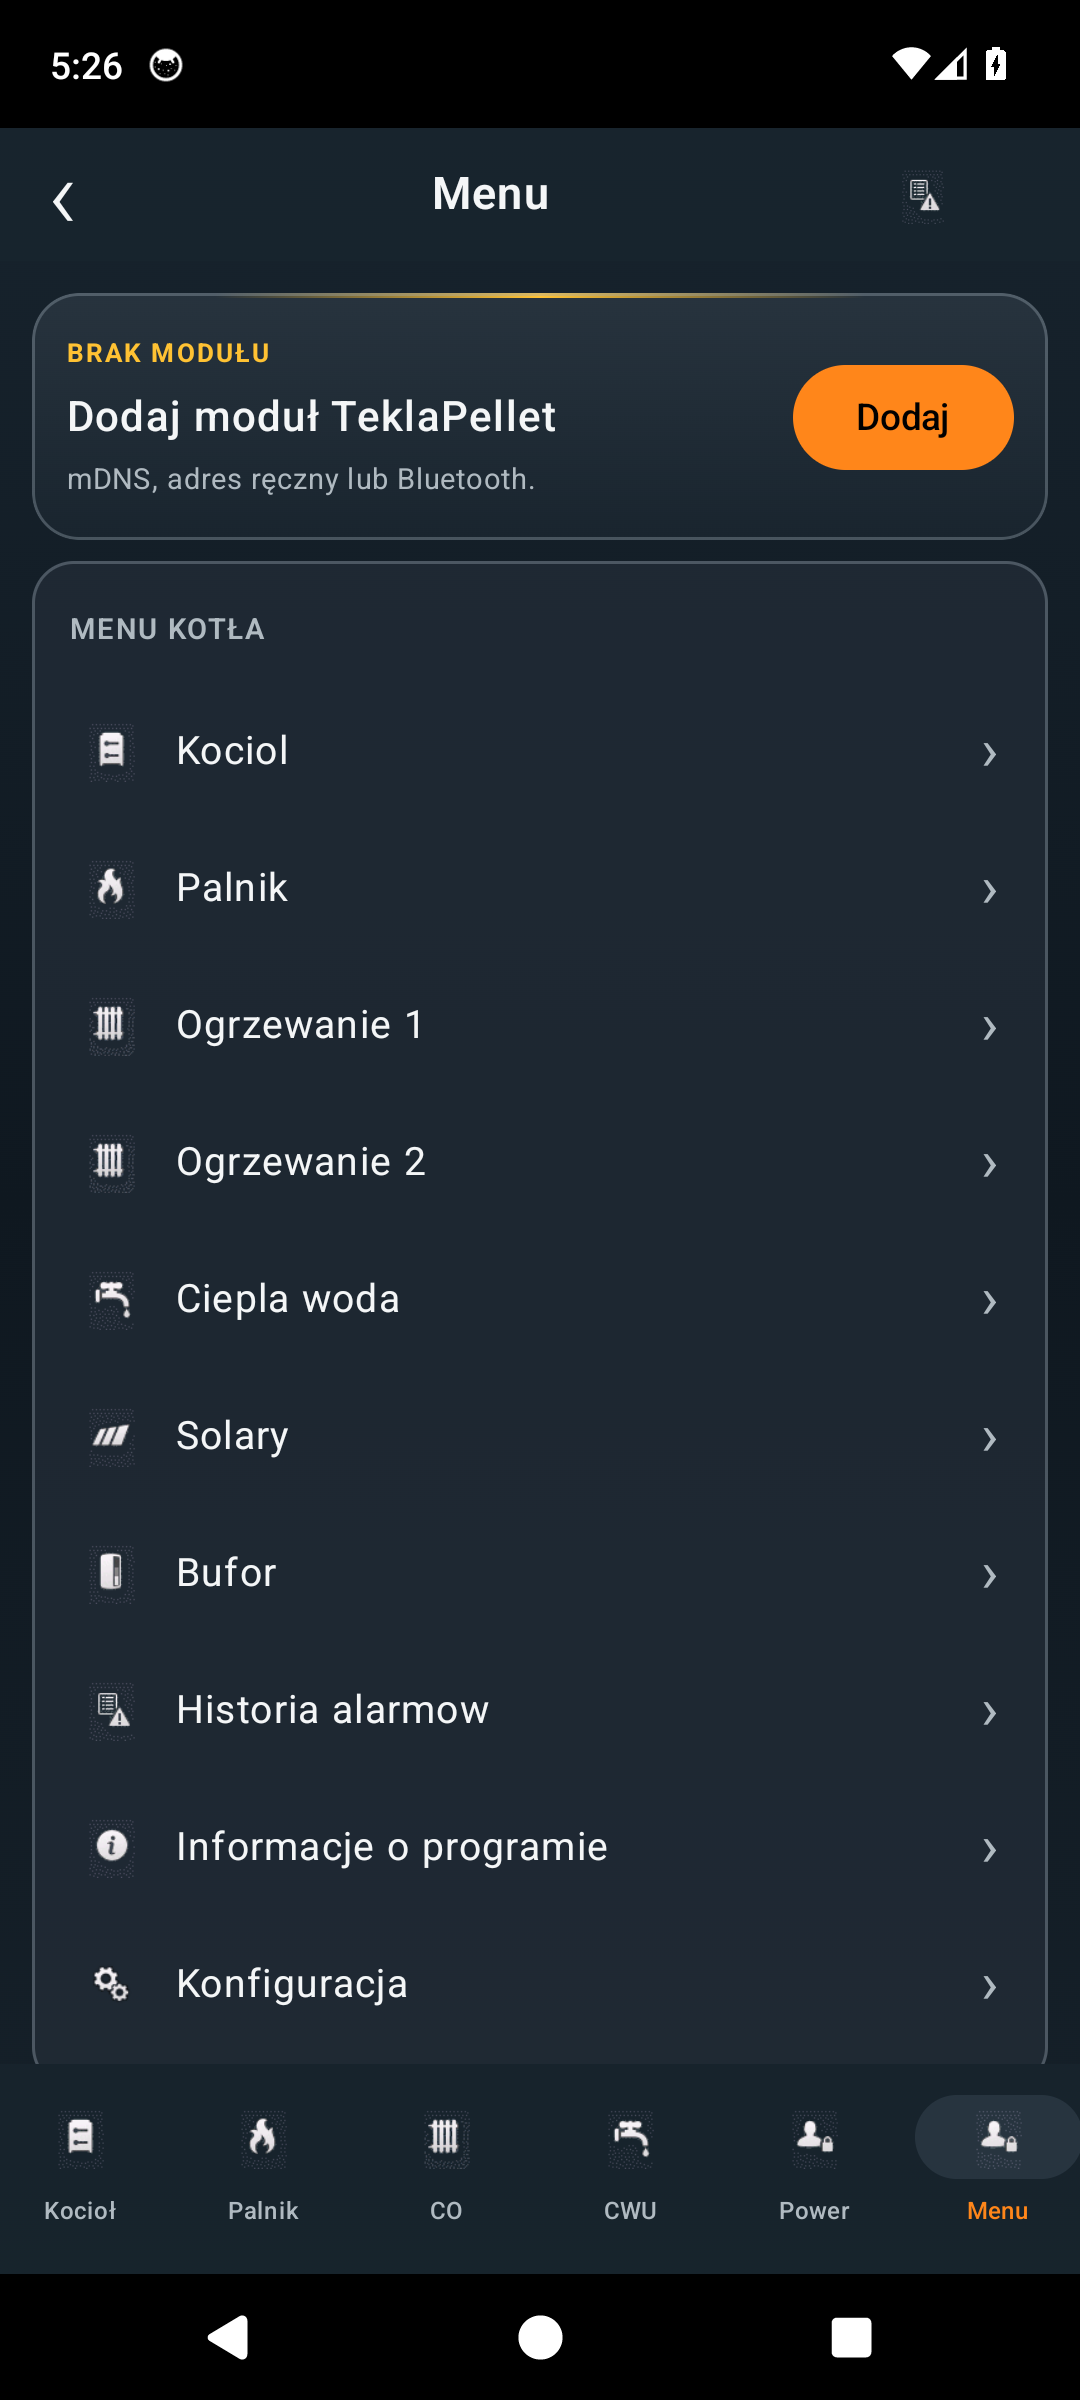 5:26
Menu
BRAK MODUŁU
Dodaj moduł TeklaPellet
mDNS, adres ręczny lub Bluetooth.
Dodaj
MENU KOTŁA
Kociol
Palnik
Ogrzewanie 1
Ogrzewanie 2
Ciepla woda
Solary
Bufor
Historia alarmow
Informacje o programie
Konfiguracja
Kocioł
Palnik
CO
CWU
Power
Menu